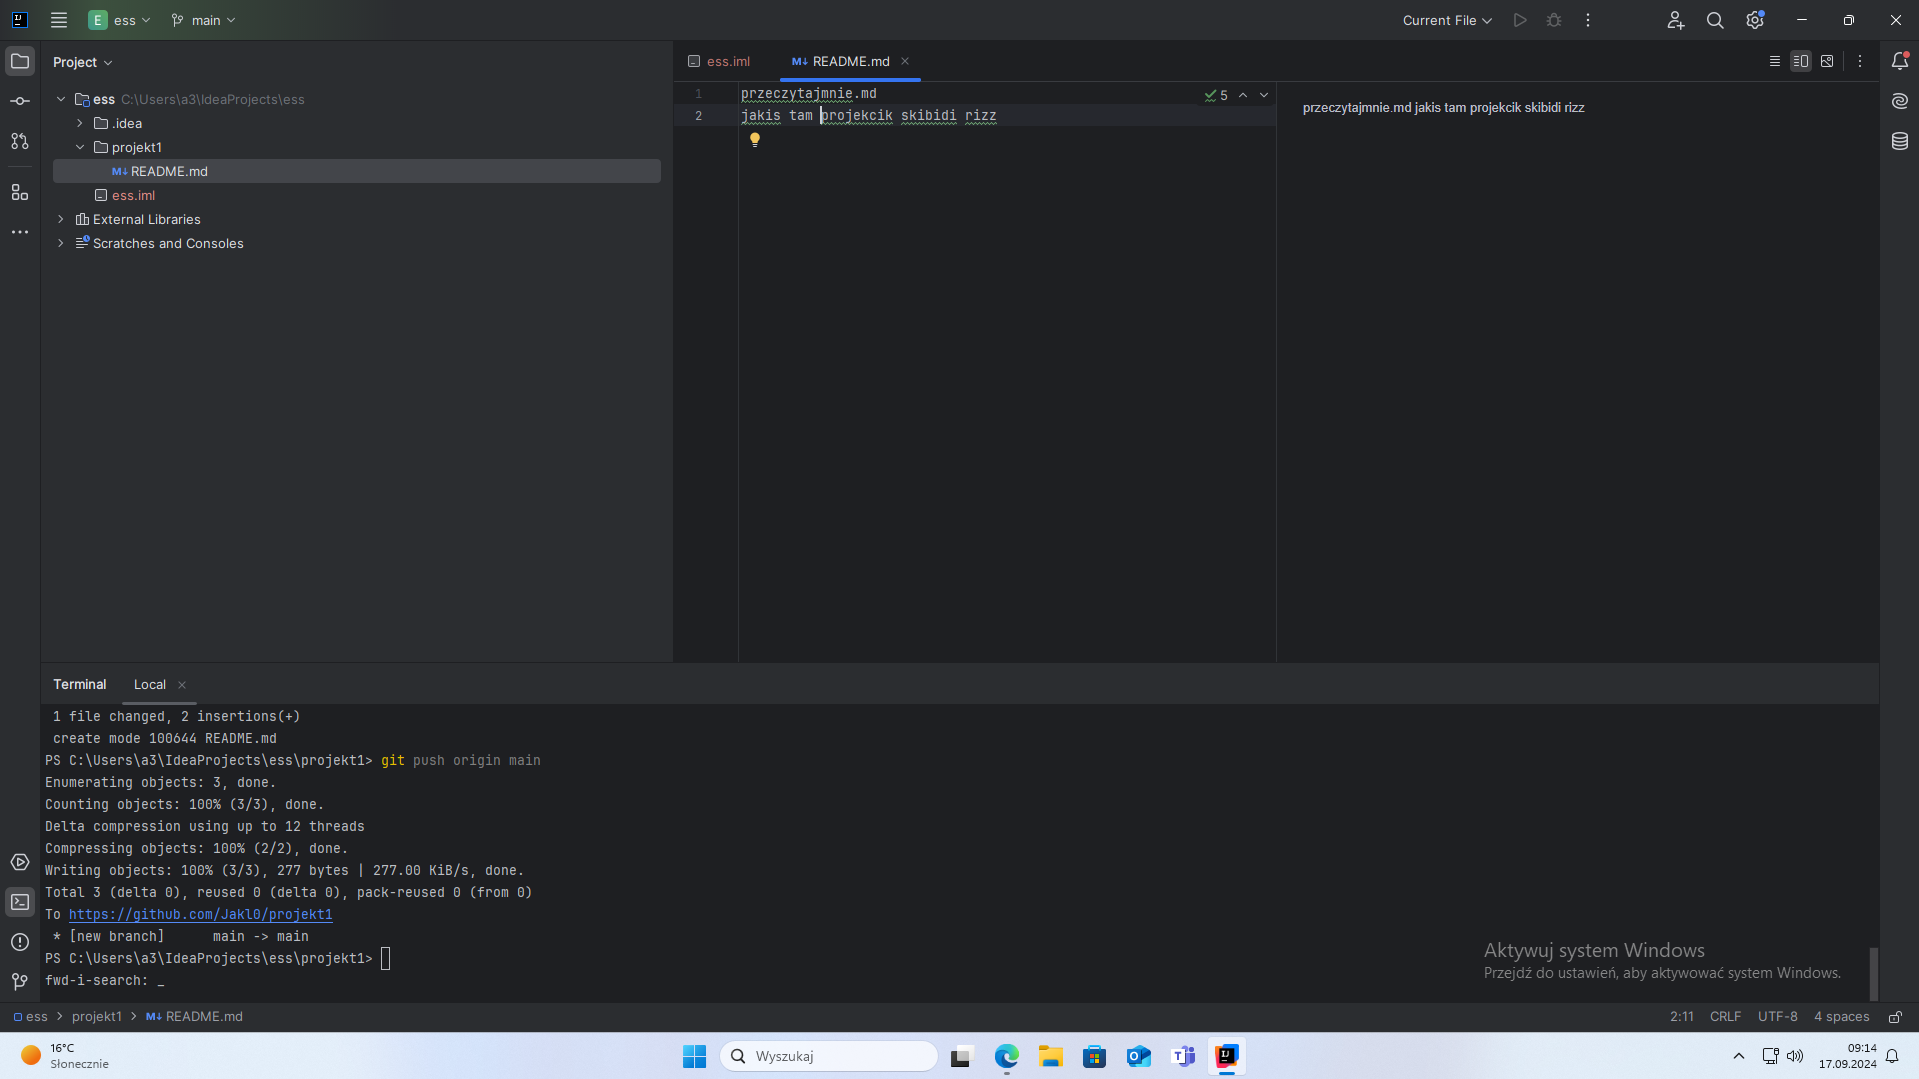 E ess main Current File
Project
ess C:\Users\a3\IdeaProjects\ess
.idea
projekt1
M↓ README.md
ess.iml
External Libraries
Scratches and Consoles
ess.iml M↓ README.md
1 przeczytajmnie.md
2 jakis tam projekcik skibidi rizz
5
przeczytajmnie.md jakis tam projekcik skibidi rizz
Terminal Local
1 file changed, 2 insertions(+)
create mode 100644 README.md
PS C:\Users\a3\IdeaProjects\ess\projekt1> git push origin main
Enumerating objects: 3, done.
Counting objects: 100% (3/3), done.
Delta compression using up to 12 threads
Compressing objects: 100% (2/2), done.
Writing objects: 100% (3/3), 277 bytes | 277.00 KiB/s, done.
Total 3 (delta 0), reused 0 (delta 0), pack-reused 0 (from 0)
To https://github.com/Jakl0/projekt1
* [new branch] main -> main
PS C:\Users\a3\IdeaProjects\ess\projekt1>
fwd-i-search: _
Aktywuj system Windows
Przejdź do ustawień, aby aktywować system Windows.
ess > projekt1 > M↓ README.md 2:11 CRLF UTF-8 4 spaces
16°C
Słonecznie
Wyszukaj
09:14
17.09.2024